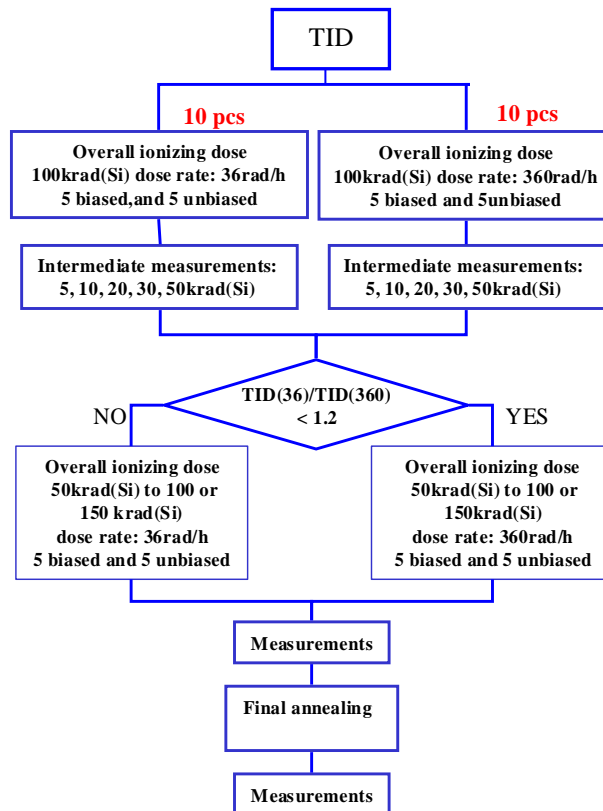 TID
10 pcs
10 pcs
Overall ionizing dose
100krad(Si) dose rate: 36rad/h
5 biased,and 5 unbiased
Overall ionizing dose
100krad(Si) dose rate: 360rad/h
5 biased and 5unbiased
Intermediate measurements:
5, 10, 20, 30, 50krad(Si)
Intermediate measurements:
5, 10, 20, 30, 50krad(Si)
TID(36)/TID(360)
< 1.2
NO
YES
Overall ionizing dose
50krad(Si) to 100 or
150 krad(Si)
dose rate: 36rad/h
5 biased and 5 unbiased
Overall ionizing dose
50krad(Si) to 100 or
150krad(Si)
dose rate: 360rad/h
5 biased and 5 unbiased
Measurements
Final annealing
Measurements